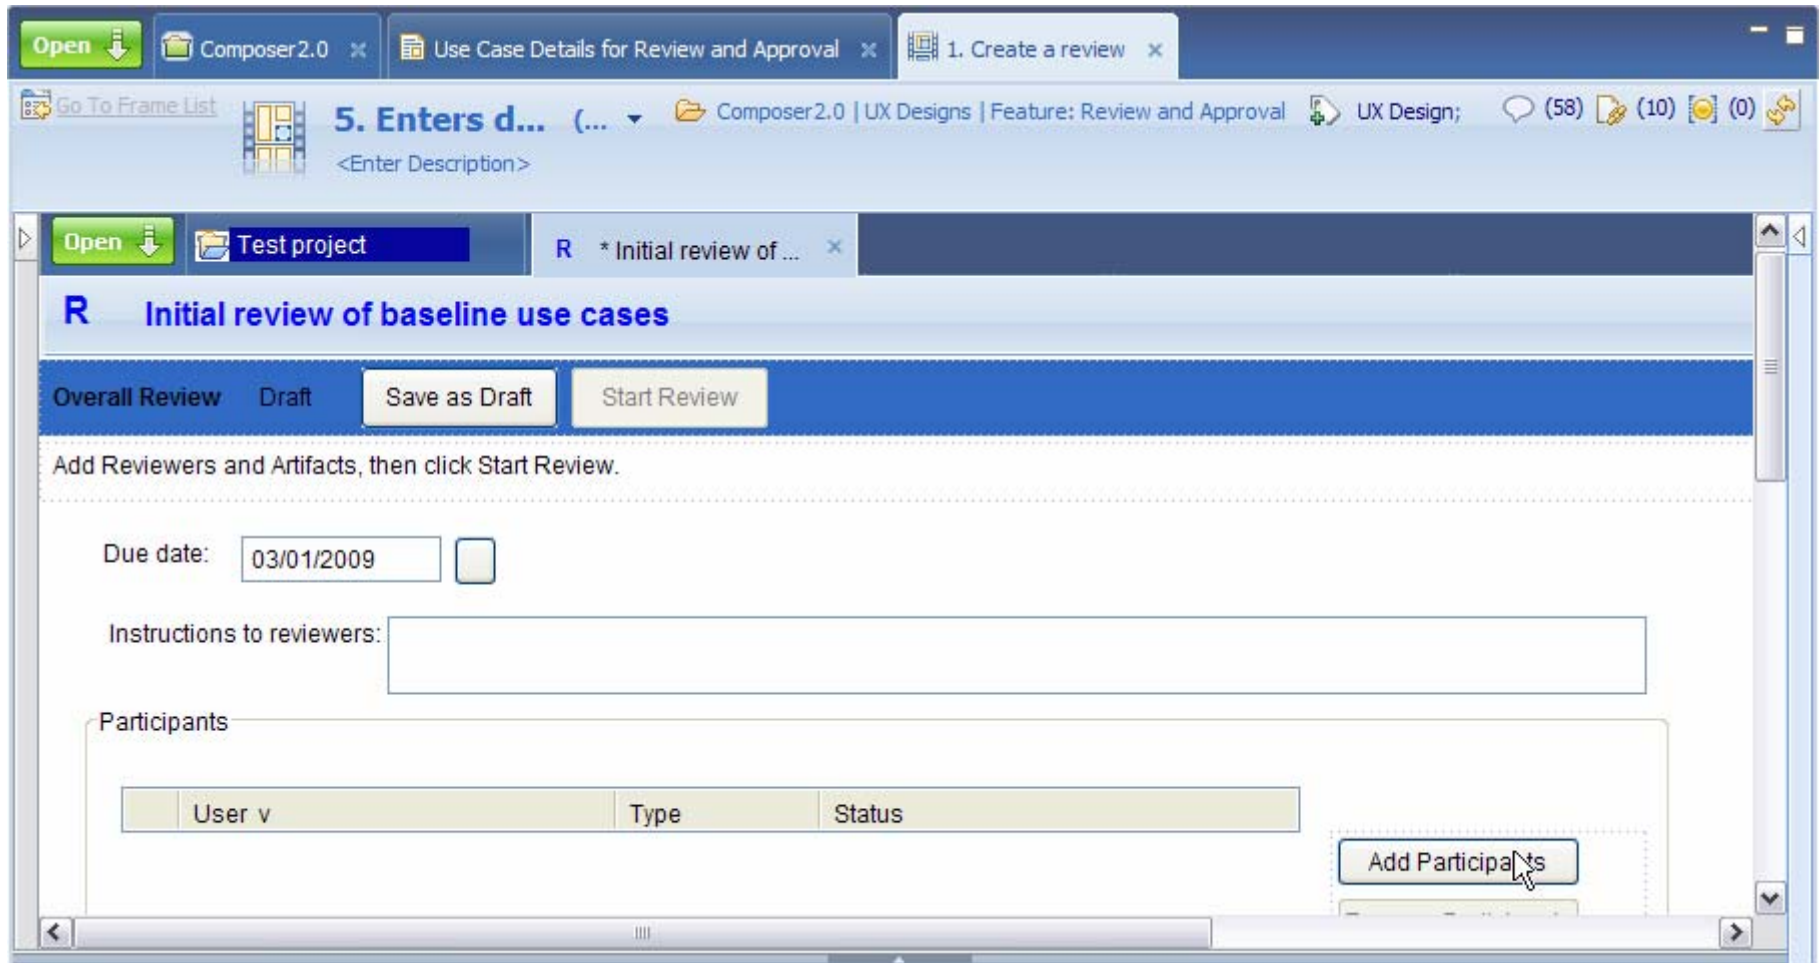 Open Composer2.0 Use Case Details for Review and Approval 1. Create a review
Go To Frame List 5. Enters d... (... Composer2.0 | UX Designs | Feature: Review and Approval UX Design; (58) (10) (0)
<Enter Description>
Open Test project R * Initial review of ...
R Initial review of baseline use cases
Overall Review Draft Save as Draft Start Review
Add Reviewers and Artifacts, then click Start Review.
Due date: 03/01/2009
Instructions to reviewers:
Participants
User v Type Status
Add Participants